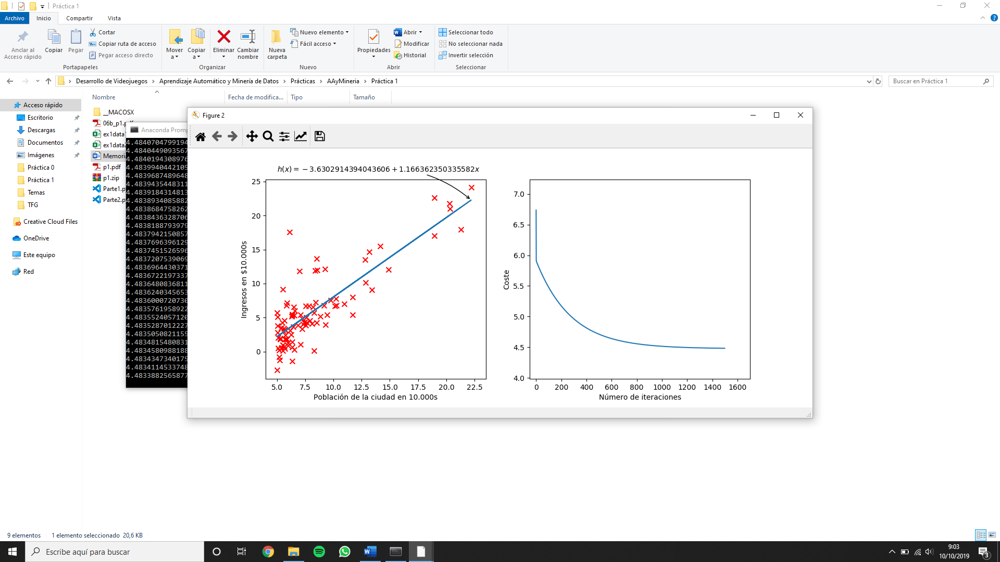 Práctica 1
Archivo Inicio Compartir Vista
Anclar al Acceso rápido
Copiar
Pegar
Cortar
Copiar ruta de acceso
Pegar acceso directo
Portapapeles
Mover a
Copiar a
Eliminar
Cambiar nombre
Organizar
Nueva carpeta
Nuevo elemento
Fácil acceso
Nuevo
Propiedades
Abrir
Modificar
Historial
Abrir
Seleccionar todo
No seleccionar nada
Invertir selección
Seleccionar
Desarrollo de Videojuegos › Aprendizaje Automático y Minería de Datos › Prácticas › AAyMineria › Práctica 1
Buscar en Práctica 1
Nombre Fecha de modifica... Tipo Tamaño
Acceso rápido
Escritorio
Descargas
Documentos
Imágenes
Práctica 0
Práctica 1
Temas
TFG
Creative Cloud Files
OneDrive
Este equipo
Red
__MACOSX
06b_p1.pdf
ex1data
ex1data
Memori
p1.pdf
p1.zip
Parte1.p
Parte2.p
Anaconda Promp
4.4840704799194
4.4840449093567
4.4840194308976
4.4839940442105
4.4839687489648
4.4839435448311
4.4839184314813
4.4838934085882
4.4838684758262
4.4838436328706
4.4838188793979
4.4837942150857
4.4837696396129
4.4837451526596
4.4837207539069
4.4836964430371
4.4836722197337
4.4836480836811
4.4836240345653
4.4836000720730
4.4835761958922
4.4835524057120
4.4835287012227
4.4835050821155
4.4834815480831
4.4834580988188
4.4834347340175
4.4834114533748
4.4833882565877
Figure 2
h(x) = −3.6302914394043606 + 1.166362350335582x
25
20
15
10
5
0
Ingresos en $10.000s
5.0 7.5 10.0 12.5 15.0 17.5 20.0 22.5
Población de la ciudad en 10.000s
7.0
6.5
6.0
5.5
5.0
4.5
4.0
Coste
0 200 400 600 800 1000 1200 1400 1600
Número de iteraciones
9 elementos 1 elemento seleccionado 20,6 KB
Escribe aquí para buscar
9:03
10/10/2019
3